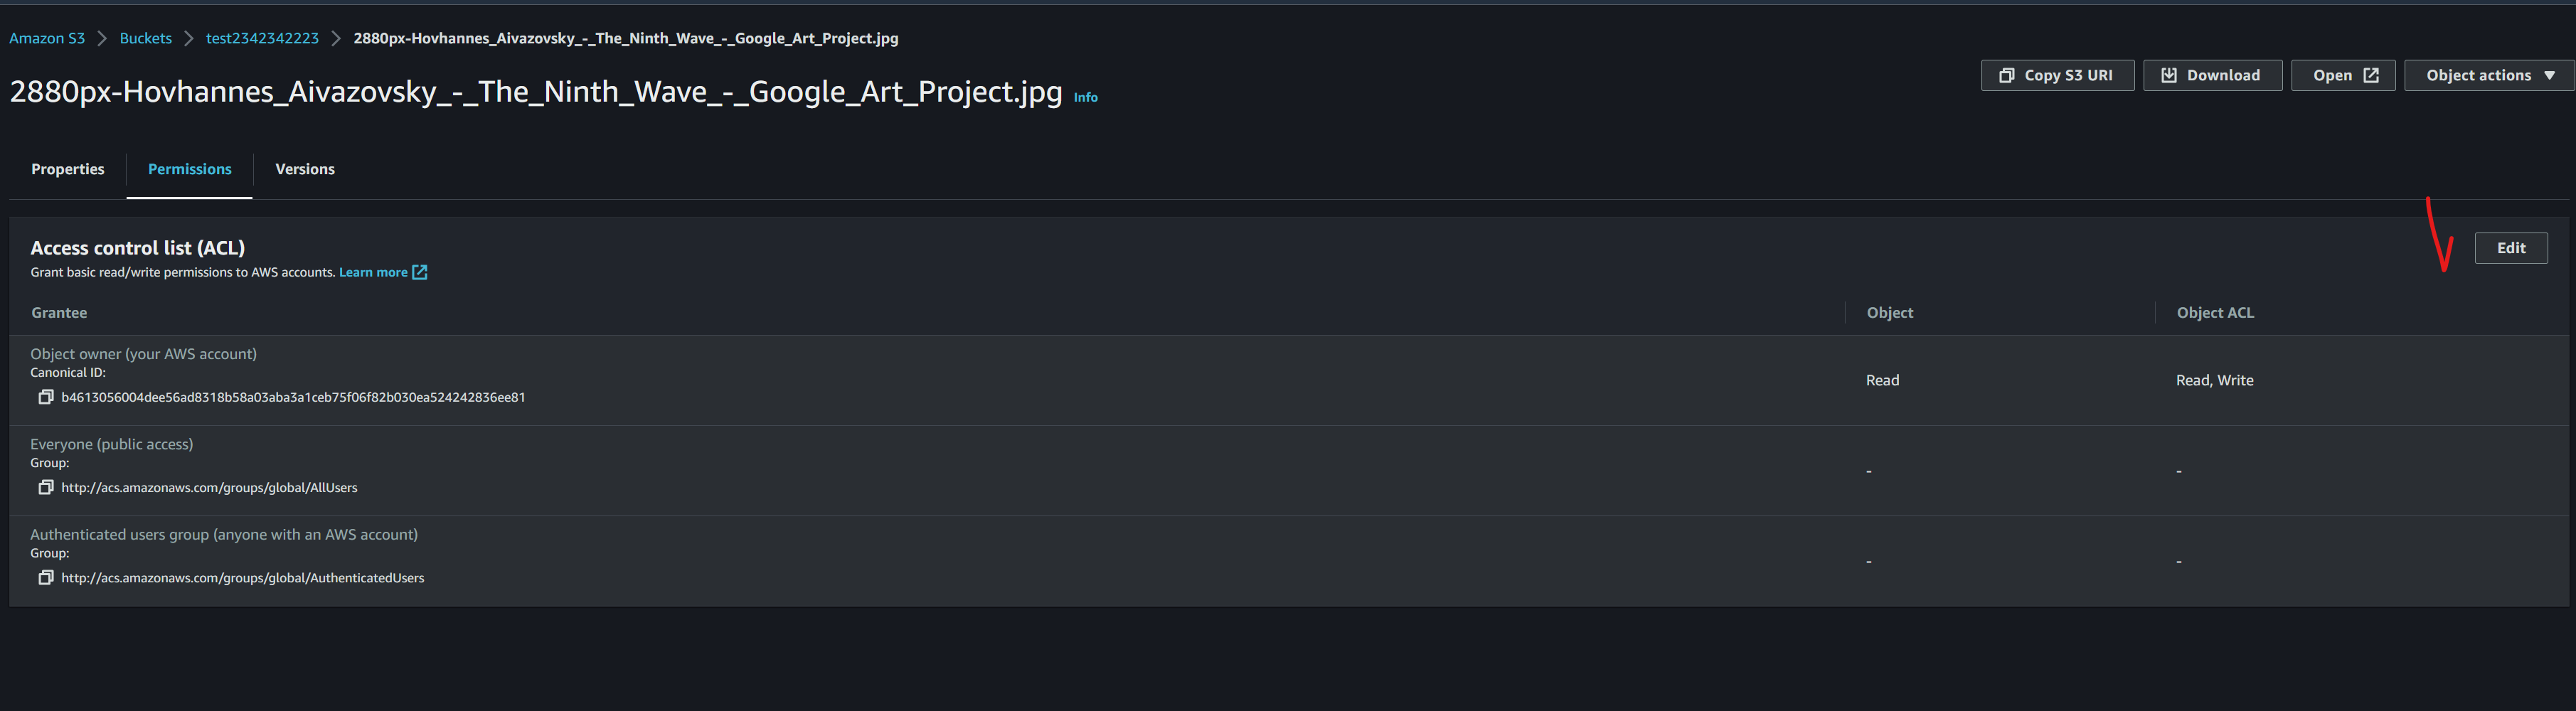 Amazon S3 > Buckets > test2342342223 > 2880px-Hovhannes_Aivazovsky_-_The_Ninth_Wave_-_Google_Art_Project.jpg
2880px-Hovhannes_Aivazovsky_-_The_Ninth_Wave_-_Google_Art_Project.jpg Info
Copy S3 URI Download Open Object actions
Properties Permissions Versions
Access control list (ACL)
Edit
Grant basic read/write permissions to AWS accounts. Learn more
Grantee Object Object ACL
Object owner (your AWS account)
Canonical ID:
b4613056004dee56ad8318b58a03aba3a1ceb75f06f82b030ea524242836ee81
Read Read, Write
Everyone (public access)
Group:
http://acs.amazonaws.com/groups/global/AllUsers
- -
Authenticated users group (anyone with an AWS account)
Group:
http://acs.amazonaws.com/groups/global/AuthenticatedUsers
- -